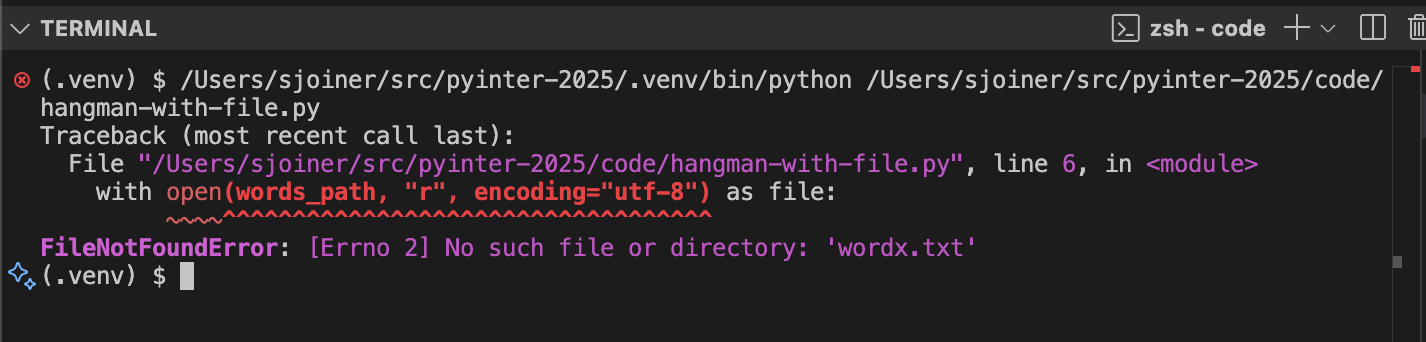 TERMINAL
zsh - code
(.venv) $ /Users/sjoiner/src/pyinter-2025/.venv/bin/python /Users/sjoiner/src/pyinter-2025/code/
hangman-with-file.py
Traceback (most recent call last):
  File "/Users/sjoiner/src/pyinter-2025/code/hangman-with-file.py", line 6, in <module>
    with open(words_path, "r", encoding="utf-8") as file:
         ~~~~^^^^^^^^^^^^^^^^^^^^^^^^^^^^^^^^^^^
FileNotFoundError: [Errno 2] No such file or directory: 'wordx.txt'
(.venv) $